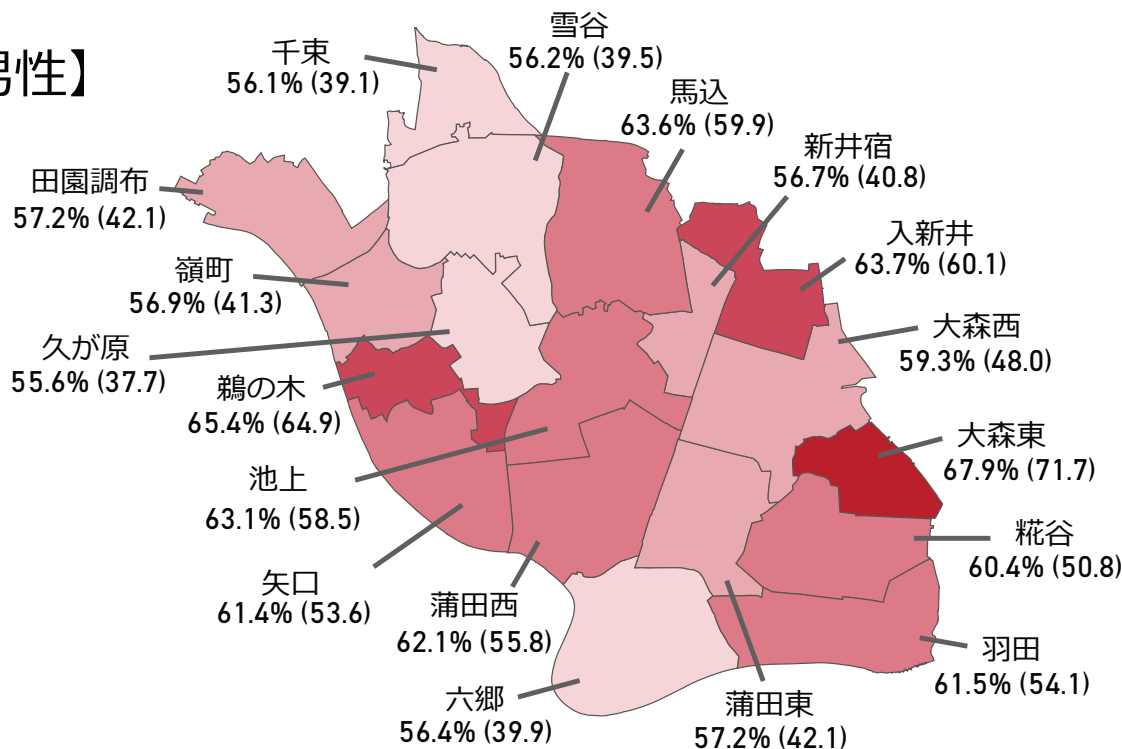 男性】
千束
56.1% (39.1)
雪谷
56.2% (39.5)
馬込
63.6% (59.9)
新井宿
56.7% (40.8)
田園調布
57.2% (42.1)
入新井
63.7% (60.1)
嶺町
56.9% (41.3)
大森西
59.3% (48.0)
久が原
55.6% (37.7)
鵜の木
65.4% (64.9)
大森東
67.9% (71.7)
池上
63.1% (58.5)
糀谷
60.4% (50.8)
矢口
61.4% (53.6)
蒲田西
62.1% (55.8)
羽田
61.5% (54.1)
六郷
56.4% (39.9)
蒲田東
57.2% (42.1)